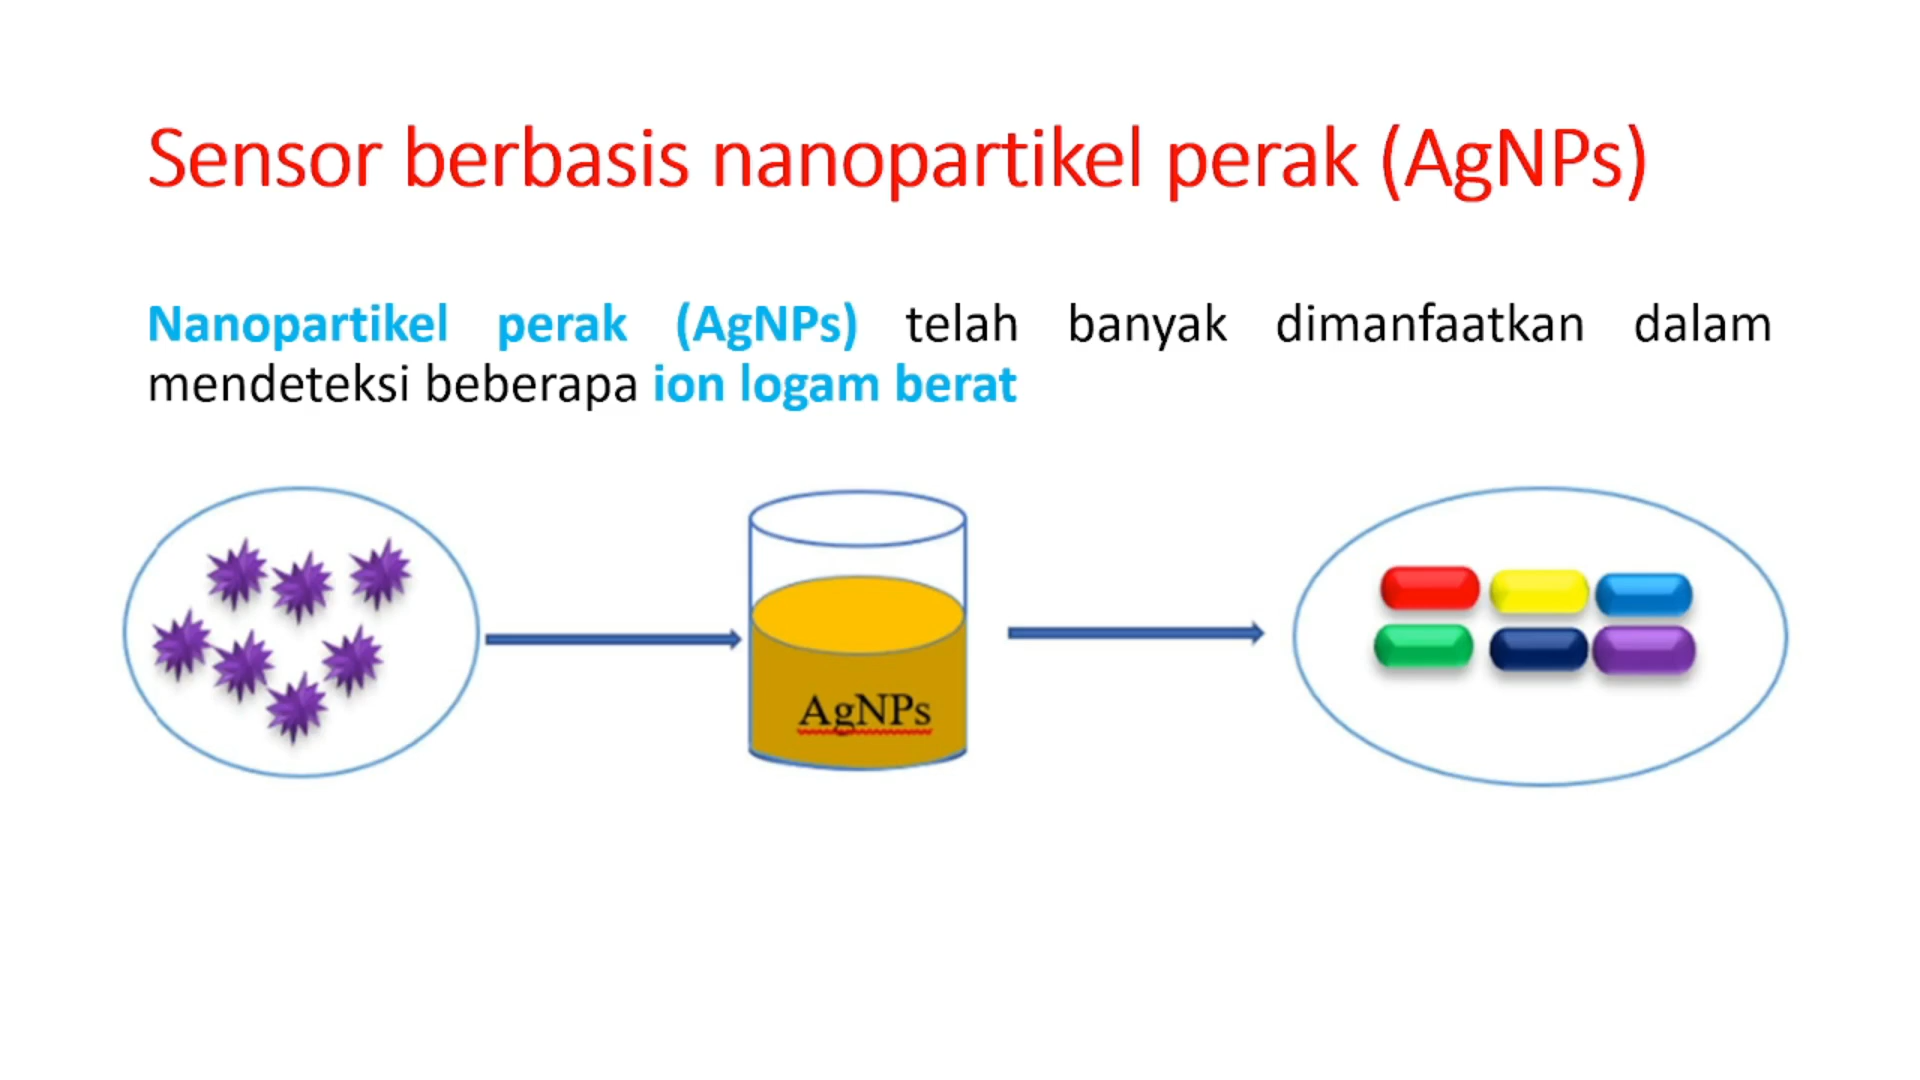 Sensor berbasis nanopartikel perak (AgNPs)
Nanopartikel perak (AgNPs) telah banyak dimanfaatkan dalam
mendeteksi beberapa ion logam berat
AgNPs